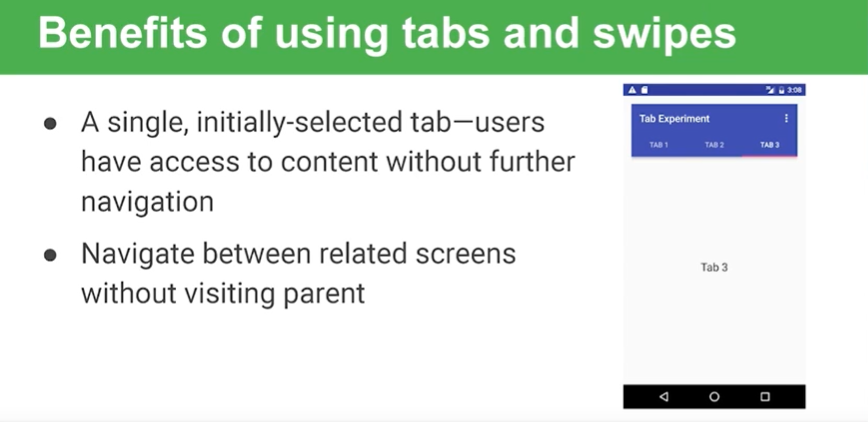 Benefits of using tabs and swipes
● A single, initially-selected tab—users
have access to content without further
navigation
● Navigate between related screens
without visiting parent
3:08
Tab Experiment
TAB 1 TAB 2 TAB 3
Tab 3